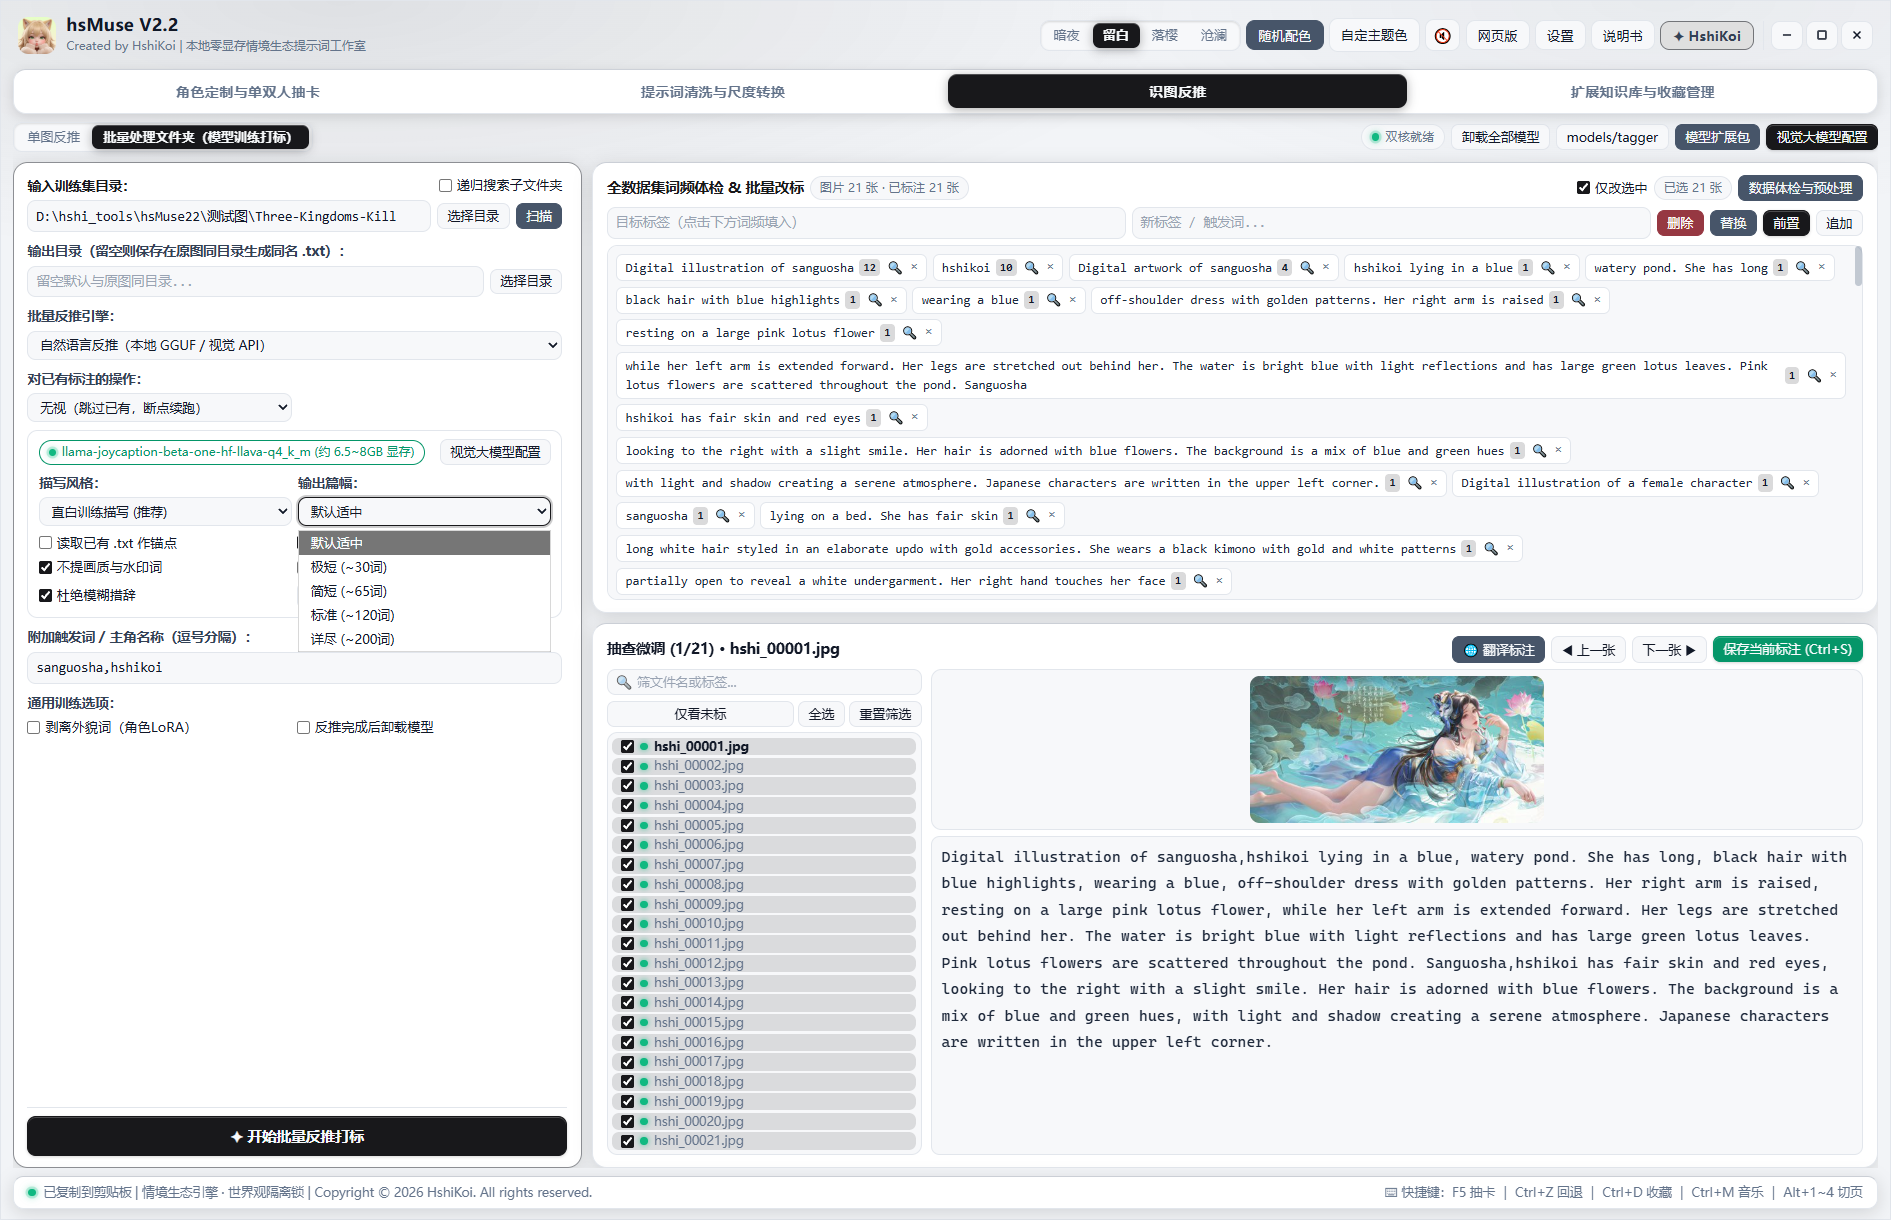 hsMuse V2.2
Created by HshiKoi | 本地零显存情境生态提示词工作室
暗夜 留白 落樱 沧澜 随机配色 自定主题色 网页版 设置 说明书 ✦ HshiKoi
角色定制与单双人抽卡 提示词清洗与尺度转换 识图反推 扩展知识库与收藏管理
单图反推 批量处理文件夹（模型训练打标） 双核就绪 卸载全部模型 models/tagger 模型扩展包 视觉大模型配置
输入训练集目录： 递归搜索子文件夹
D:\hshi_tools\hsMuse22\测试图\Three-Kingdoms-Kill 选择目录 扫描
输出目录（留空则保存在原图同目录生成同名 .txt）：
留空默认与原图同目录... 选择目录
批量反推引擎：
自然语言反推（本地 GGUF / 视觉 API）
对已有标注的操作：
无视（跳过已有，断点续跑）
llama-joycaption-beta-one-hf-llava-q4_k_m (约 6.5~8GB 显存) 视觉大模型配置
描写风格： 输出篇幅：
直白训练描写 (推荐) 默认适中
读取已有 .txt 作锚点 默认适中
不提画质与水印词 极短 (~30词)
杜绝模糊措辞 简短 (~65词)
标准 (~120词)
详尽 (~200词)
附加触发词 / 主角名称（逗号分隔）：
sanguosha,hshikoi
通用训练选项：
剥离外貌词（角色LoRA） 反推完成后卸载模型
✦ 开始批量反推打标
全数据集词频体检 & 批量改标 图片 21 张 · 已标注 21 张 仅改选中 已选 21 张 数据体检与预处理
目标标签（点击下方词频填入） 新标签 / 触发词... 删除 替换 前置 追加
Digital illustration of sanguosha 12 × hshikoi 10 × Digital artwork of sanguosha 4 × hshikoi lying in a blue 1 × watery pond. She has long 1 ×
black hair with blue highlights 1 × wearing a blue 1 × off-shoulder dress with golden patterns. Her right arm is raised 1 ×
resting on a large pink lotus flower 1 ×
while her left arm is extended forward. Her legs are stretched out behind her. The water is bright blue with light reflections and has large green lotus leaves. Pink
lotus flowers are scattered throughout the pond. Sanguosha 1 ×
hshikoi has fair skin and red eyes 1 ×
looking to the right with a slight smile. Her hair is adorned with blue flowers. The background is a mix of blue and green hues 1 ×
with light and shadow creating a serene atmosphere. Japanese characters are written in the upper left corner. 1 × Digital illustration of a female character 1 ×
sanguosha 1 × lying on a bed. She has fair skin 1 ×
long white hair styled in an elaborate updo with gold accessories. She wears a black kimono with gold and white patterns 1 ×
partially open to reveal a white undergarment. Her right hand touches her face 1 ×
抽查微调 (1/21) • hshi_00001.jpg 翻译标注 ◀ 上一张 下一张 ▶ 保存当前标注 (Ctrl+S)
筛文件名或标签...
仅看未标 全选 重置筛选
hshi_00001.jpg
hshi_00002.jpg
hshi_00003.jpg
hshi_00004.jpg
hshi_00005.jpg
hshi_00006.jpg
hshi_00007.jpg
hshi_00008.jpg
hshi_00009.jpg
hshi_00010.jpg
hshi_00011.jpg
hshi_00012.jpg
hshi_00013.jpg
hshi_00014.jpg
hshi_00015.jpg
hshi_00016.jpg
hshi_00017.jpg
hshi_00018.jpg
hshi_00019.jpg
hshi_00020.jpg
hshi_00021.jpg
Digital illustration of sanguosha,hshikoi lying in a blue, watery pond. She has long, black hair with
blue highlights, wearing a blue, off-shoulder dress with golden patterns. Her right arm is raised,
resting on a large pink lotus flower, while her left arm is extended forward. Her legs are stretched
out behind her. The water is bright blue with light reflections and has large green lotus leaves.
Pink lotus flowers are scattered throughout the pond. Sanguosha,hshikoi has fair skin and red eyes,
looking to the right with a slight smile. Her hair is adorned with blue flowers. The background is a
mix of blue and green hues, with light and shadow creating a serene atmosphere. Japanese characters
are written in the upper left corner.
已复制到剪贴板 | 情境生态引擎 · 世界观隔离锁 | Copyright © 2026 HshiKoi. All rights reserved. 快捷键： F5 抽卡 | Ctrl+Z 回退 | Ctrl+D 收藏 | Ctrl+M 音乐 | Alt+1~4 切页